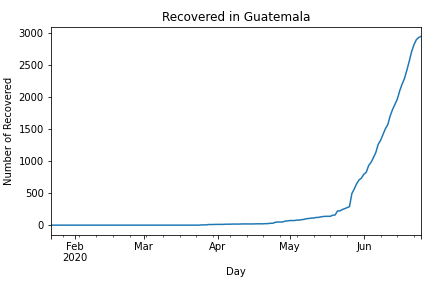 Recovered in Guatemala
Number of Recovered
3000
2500
2000
1500
1000
500
0
Feb
2020
Mar
Apr
May
Jun
Day